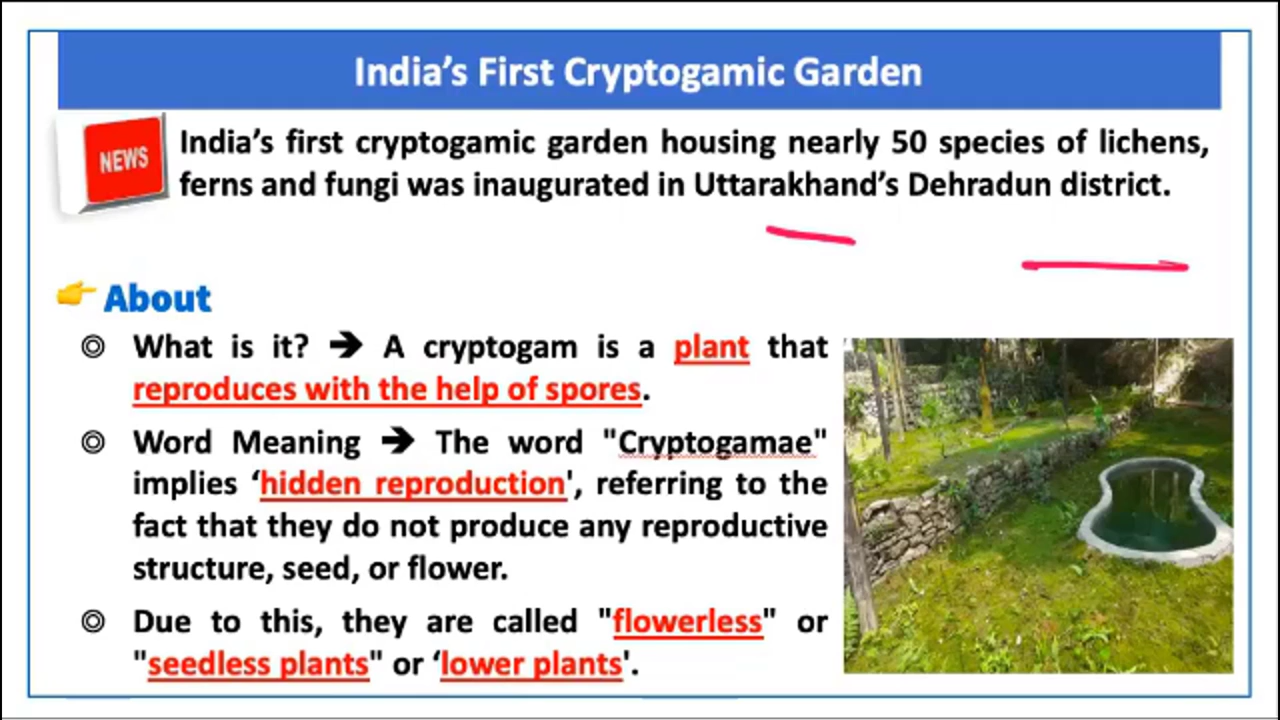 India’s First Cryptogamic Garden
NEWS
India’s first cryptogamic garden housing nearly 50 species of lichens,
ferns and fungi was inaugurated in Uttarakhand’s Dehradun district.
👉 About
◎ What is it? ➔ A cryptogam is a plant that
reproduces with the help of spores.
◎ Word Meaning ➔ The word "Cryptogamae"
implies ‘hidden reproduction', referring to the
fact that they do not produce any reproductive
structure, seed, or flower.
◎ Due to this, they are called "flowerless" or
"seedless plants" or ‘lower plants'.